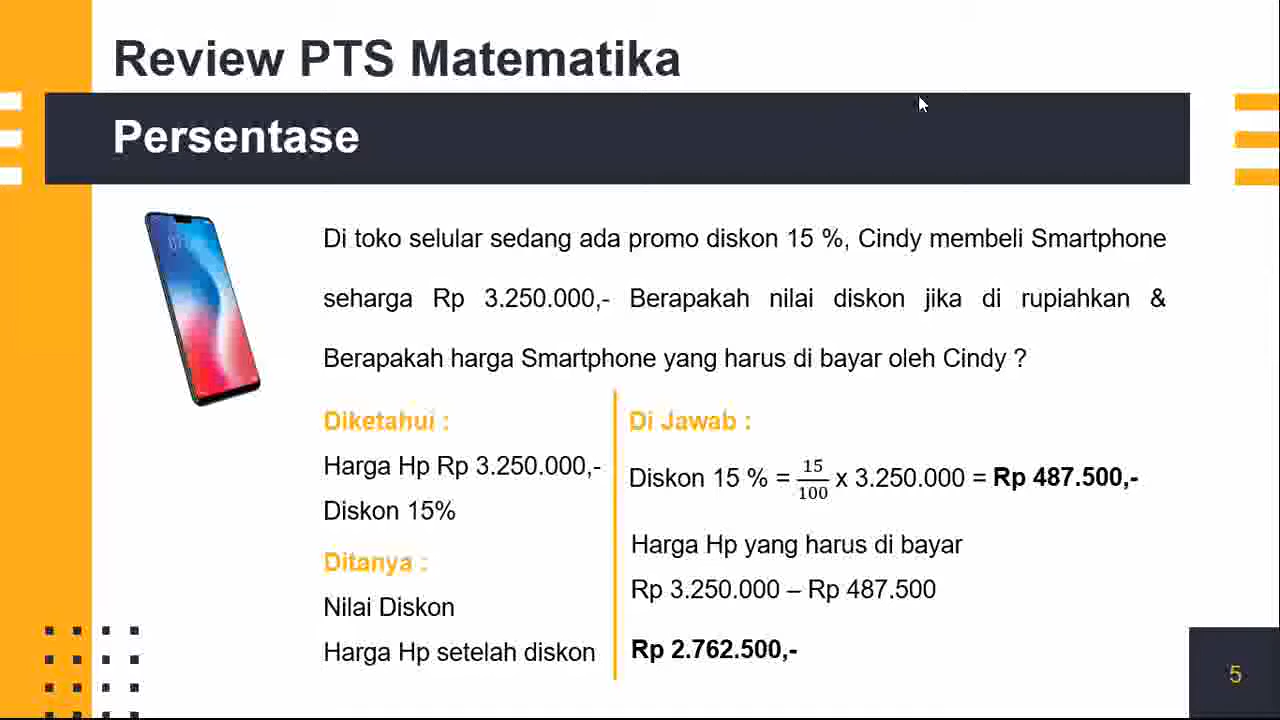 Review PTS Matematika
Persentase
Di toko selular sedang ada promo diskon 15 %, Cindy membeli Smartphone
seharga Rp 3.250.000,- Berapakah nilai diskon jika di rupiahkan &
Berapakah harga Smartphone yang harus di bayar oleh Cindy ?
Diketahui :
Harga Hp Rp 3.250.000,-
Diskon 15%
Ditanya :
Nilai Diskon
Harga Hp setelah diskon
Di Jawab :
Diskon 15 % = 15/100 x 3.250.000 = Rp 487.500,-
Harga Hp yang harus di bayar
Rp 3.250.000 – Rp 487.500
Rp 2.762.500,-
5